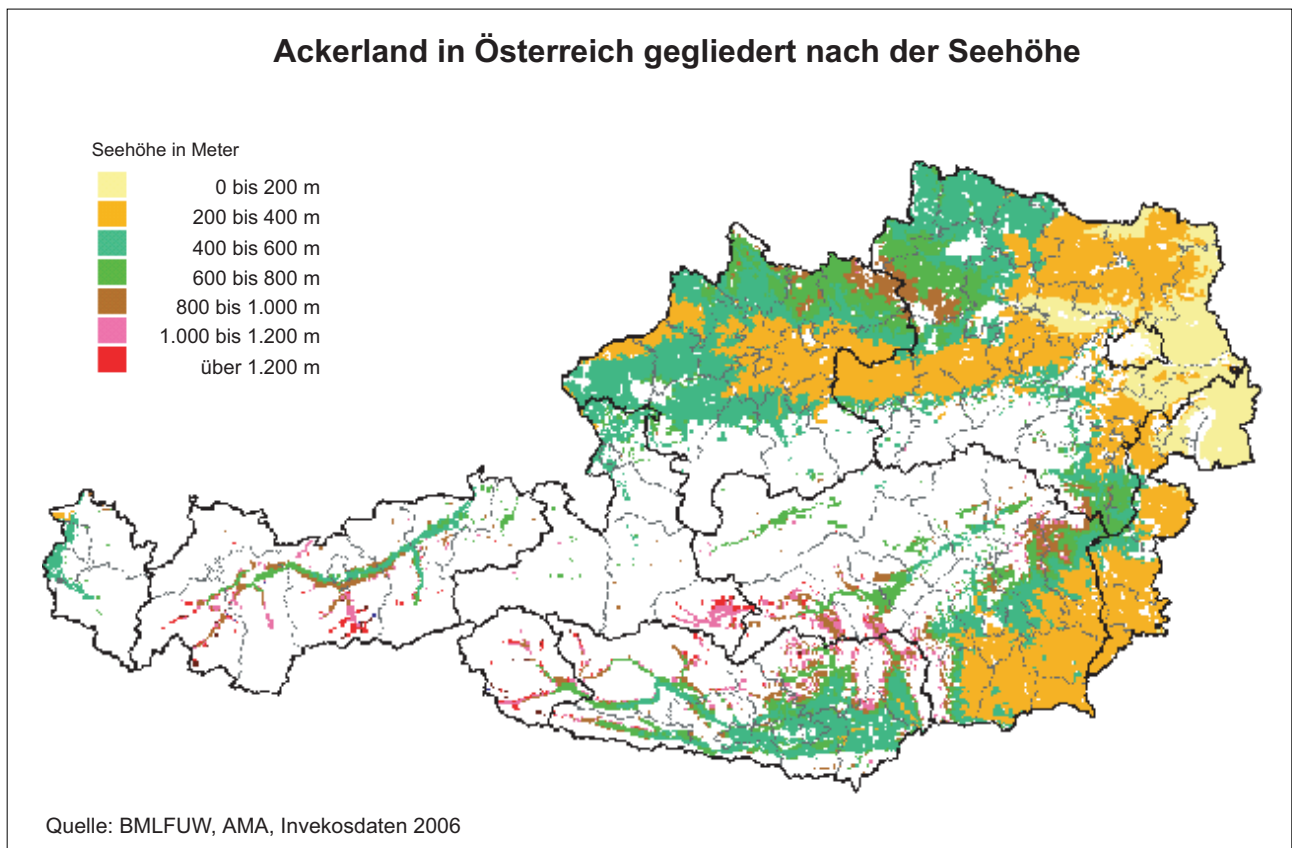 Ackerland in Österreich gegliedert nach der Seehöhe
Seehöhe in Meter
0 bis 200 m
200 bis 400 m
400 bis 600 m
600 bis 800 m
800 bis 1.000 m
1.000 bis 1.200 m
über 1.200 m
Quelle: BMLFUW, AMA, Invekosdaten 2006